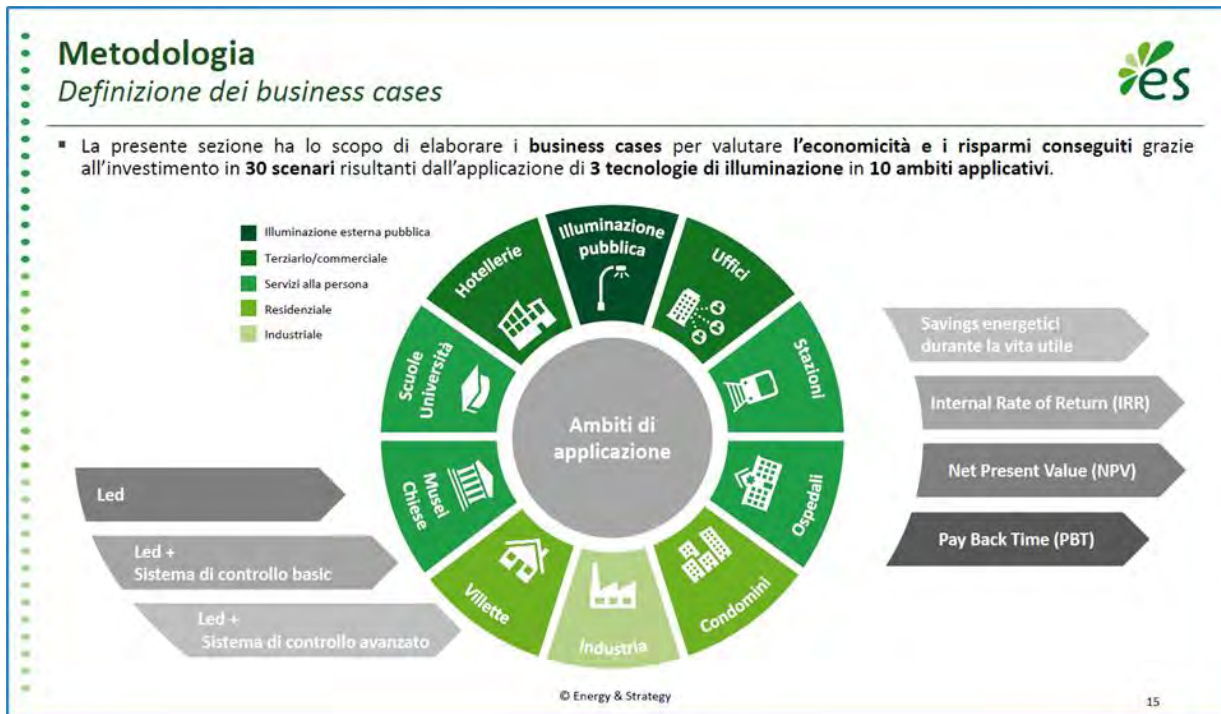 Metodologia
Definizione dei business cases
es
▪ La presente sezione ha lo scopo di elaborare i business cases per valutare l'economicità e i risparmi conseguiti grazie
all'investimento in 30 scenari risultanti dall'applicazione di 3 tecnologie di illuminazione in 10 ambiti applicativi.
Illuminazione esterna pubblica
Terziario/commerciale
Servizi alla persona
Residenziale
Industriale
Illuminazione
pubblica
Uffici
Stazioni
Ospedali
Condomini
Industria
Villette
Musei
Chiese
Scuole
Università
Hotellerie
Ambiti di
applicazione
Led
Led +
Sistema di controllo basic
Led +
Sistema di controllo avanzato
Savings energetici
durante la vita utile
Internal Rate of Return (IRR)
Net Present Value (NPV)
Pay Back Time (PBT)
© Energy & Strategy
15